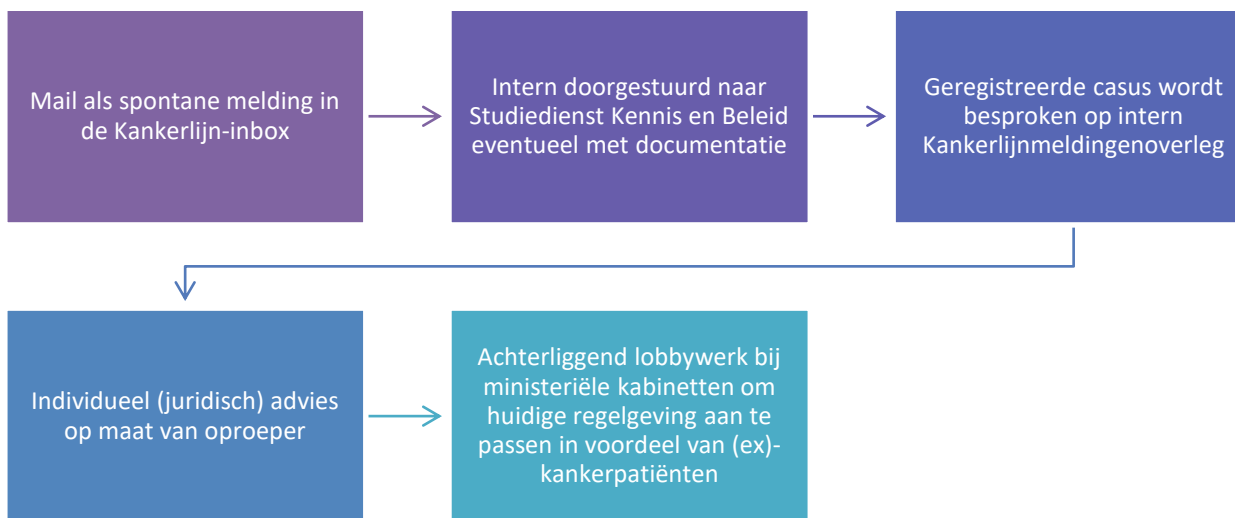 Mail als spontane melding in
de Kankerlijn-inbox
Intern doorgestuurd naar
Studiedienst Kennis en Beleid
eventueel met documentatie
Geregistreerde casus wordt
besproken op intern
Kankerlijnmeldingenoverleg
Individueel (juridisch) advies
op maat van oproeper
Achterliggend lobbywerk bij
ministeriële kabinetten om
huidige regelgeving aan te
passen in voordeel van (ex)-
kankerpatiënten